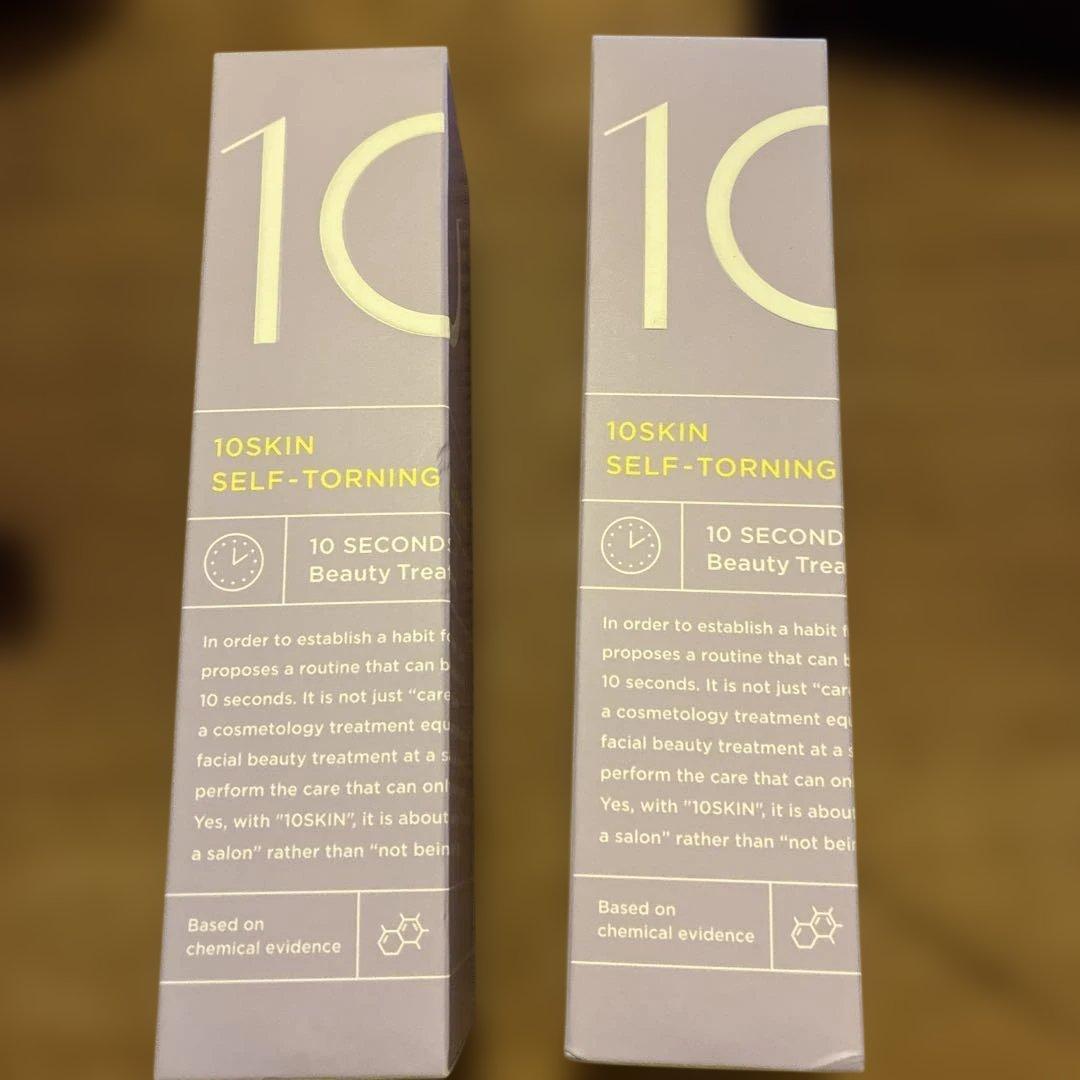 10
10SKIN
SELF-TORNING
10 SECOND
Beauty Trea
In order to establish a habit
proposes a routine that can
10 seconds. It is not just “care
a cosmetology treatment equ
facial beauty treatment at a
perform the care that can onl
Yes, with "10SKIN", it is about
a salon” rather than “not bein
Based on
chemical evidence
10
10SKIN
SELF-TORNING
10 SECOND
Beauty Trea
In order to establish a habit
proposes a routine that can
10 seconds. It is not just “car
a cosmetology treatment equ
facial beauty treatment at a
perform the care that can on
Yes, with "10SKIN", it is about
a salon” rather than “not bein
Based on
chemical evidence